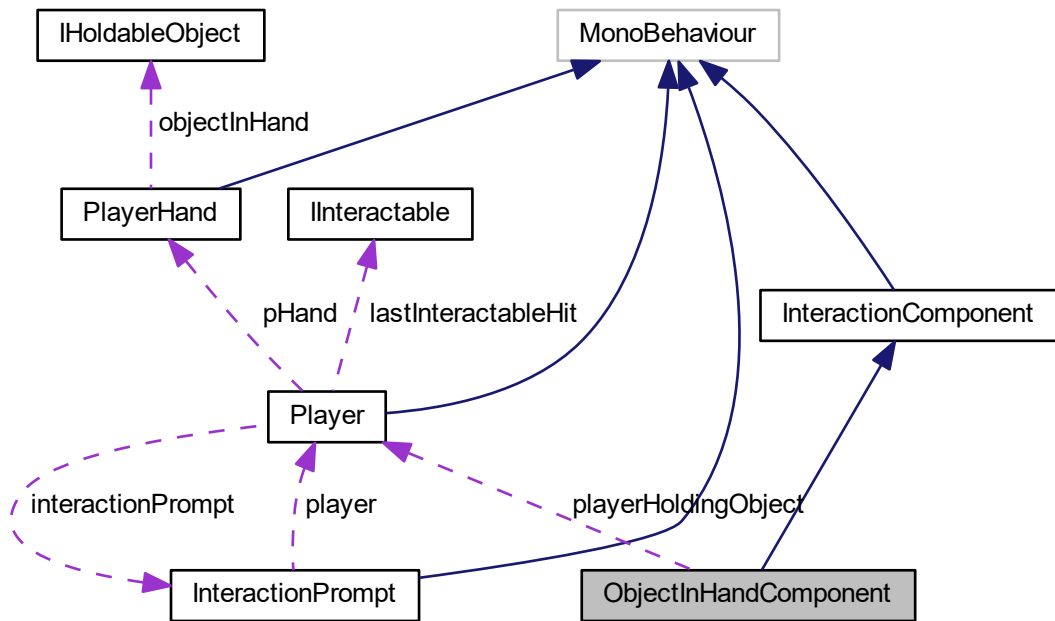 IHoldableObject
MonoBehaviour
objectInHand
PlayerHand
IInteractable
pHand
lastInteractableHit
InteractionComponent
Player
interactionPrompt
player
playerHoldingObject
InteractionPrompt
ObjectInHandComponent